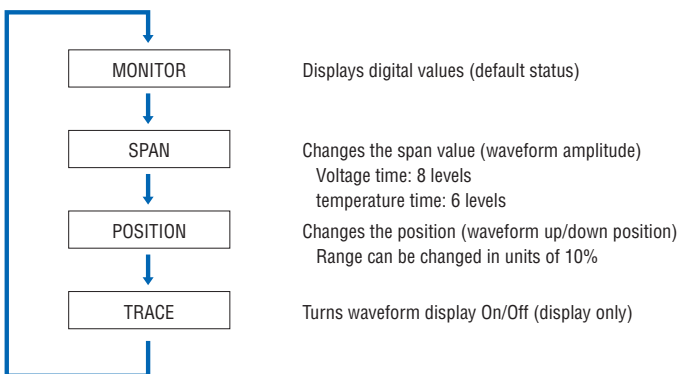 MONITOR Displays digital values (default status)
SPAN Changes the span value (waveform amplitude)
Voltage time: 8 levels
temperature time: 6 levels
POSITION Changes the position (waveform up/down position)
Range can be changed in units of 10%
TRACE Turns waveform display On/Off (display only)